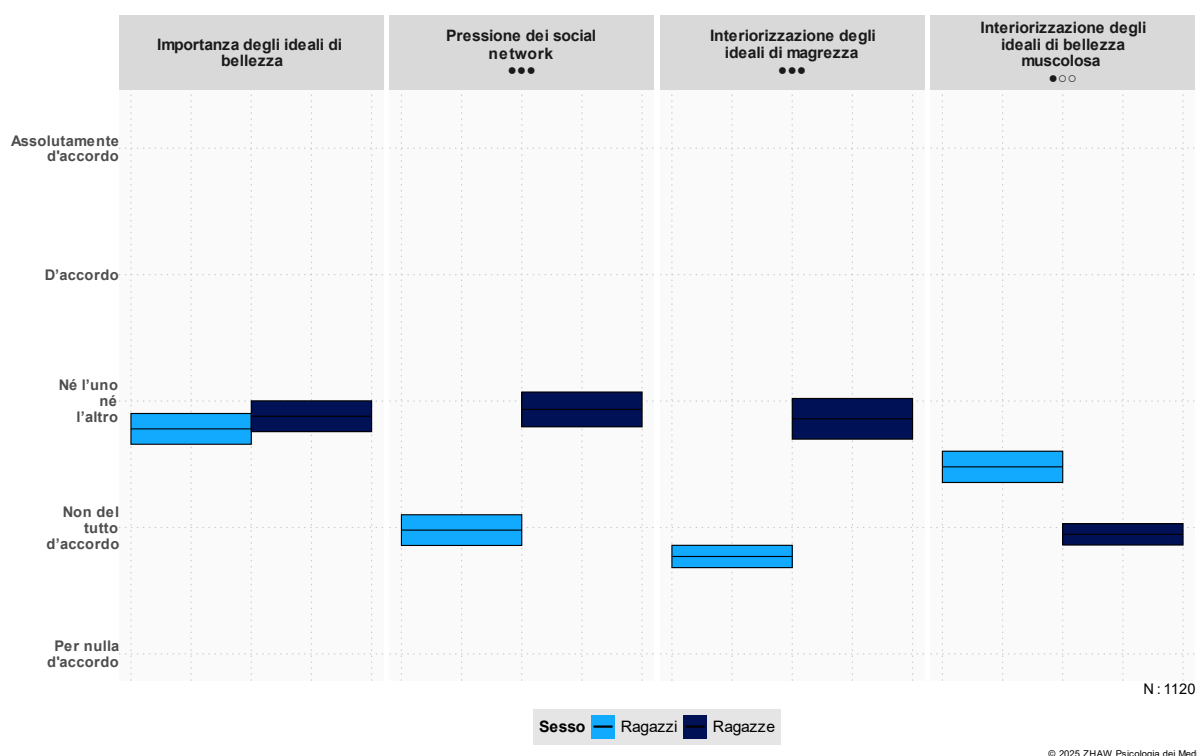 Importanza degli ideali di
bellezza
Pressione dei social
network
●●●
Interiorizzazione degli
ideali di magrezza
●●●
Interiorizzazione degli
ideali di bellezza
muscolosa
●○○
Assolutamente
d'accordo
D'accordo
Né l'uno
né
l'altro
Non del
tutto
d'accordo
Per nulla
d'accordo
N : 1120
Sesso Ragazzi Ragazze
© 2025 ZHAW Psicologia dei Med